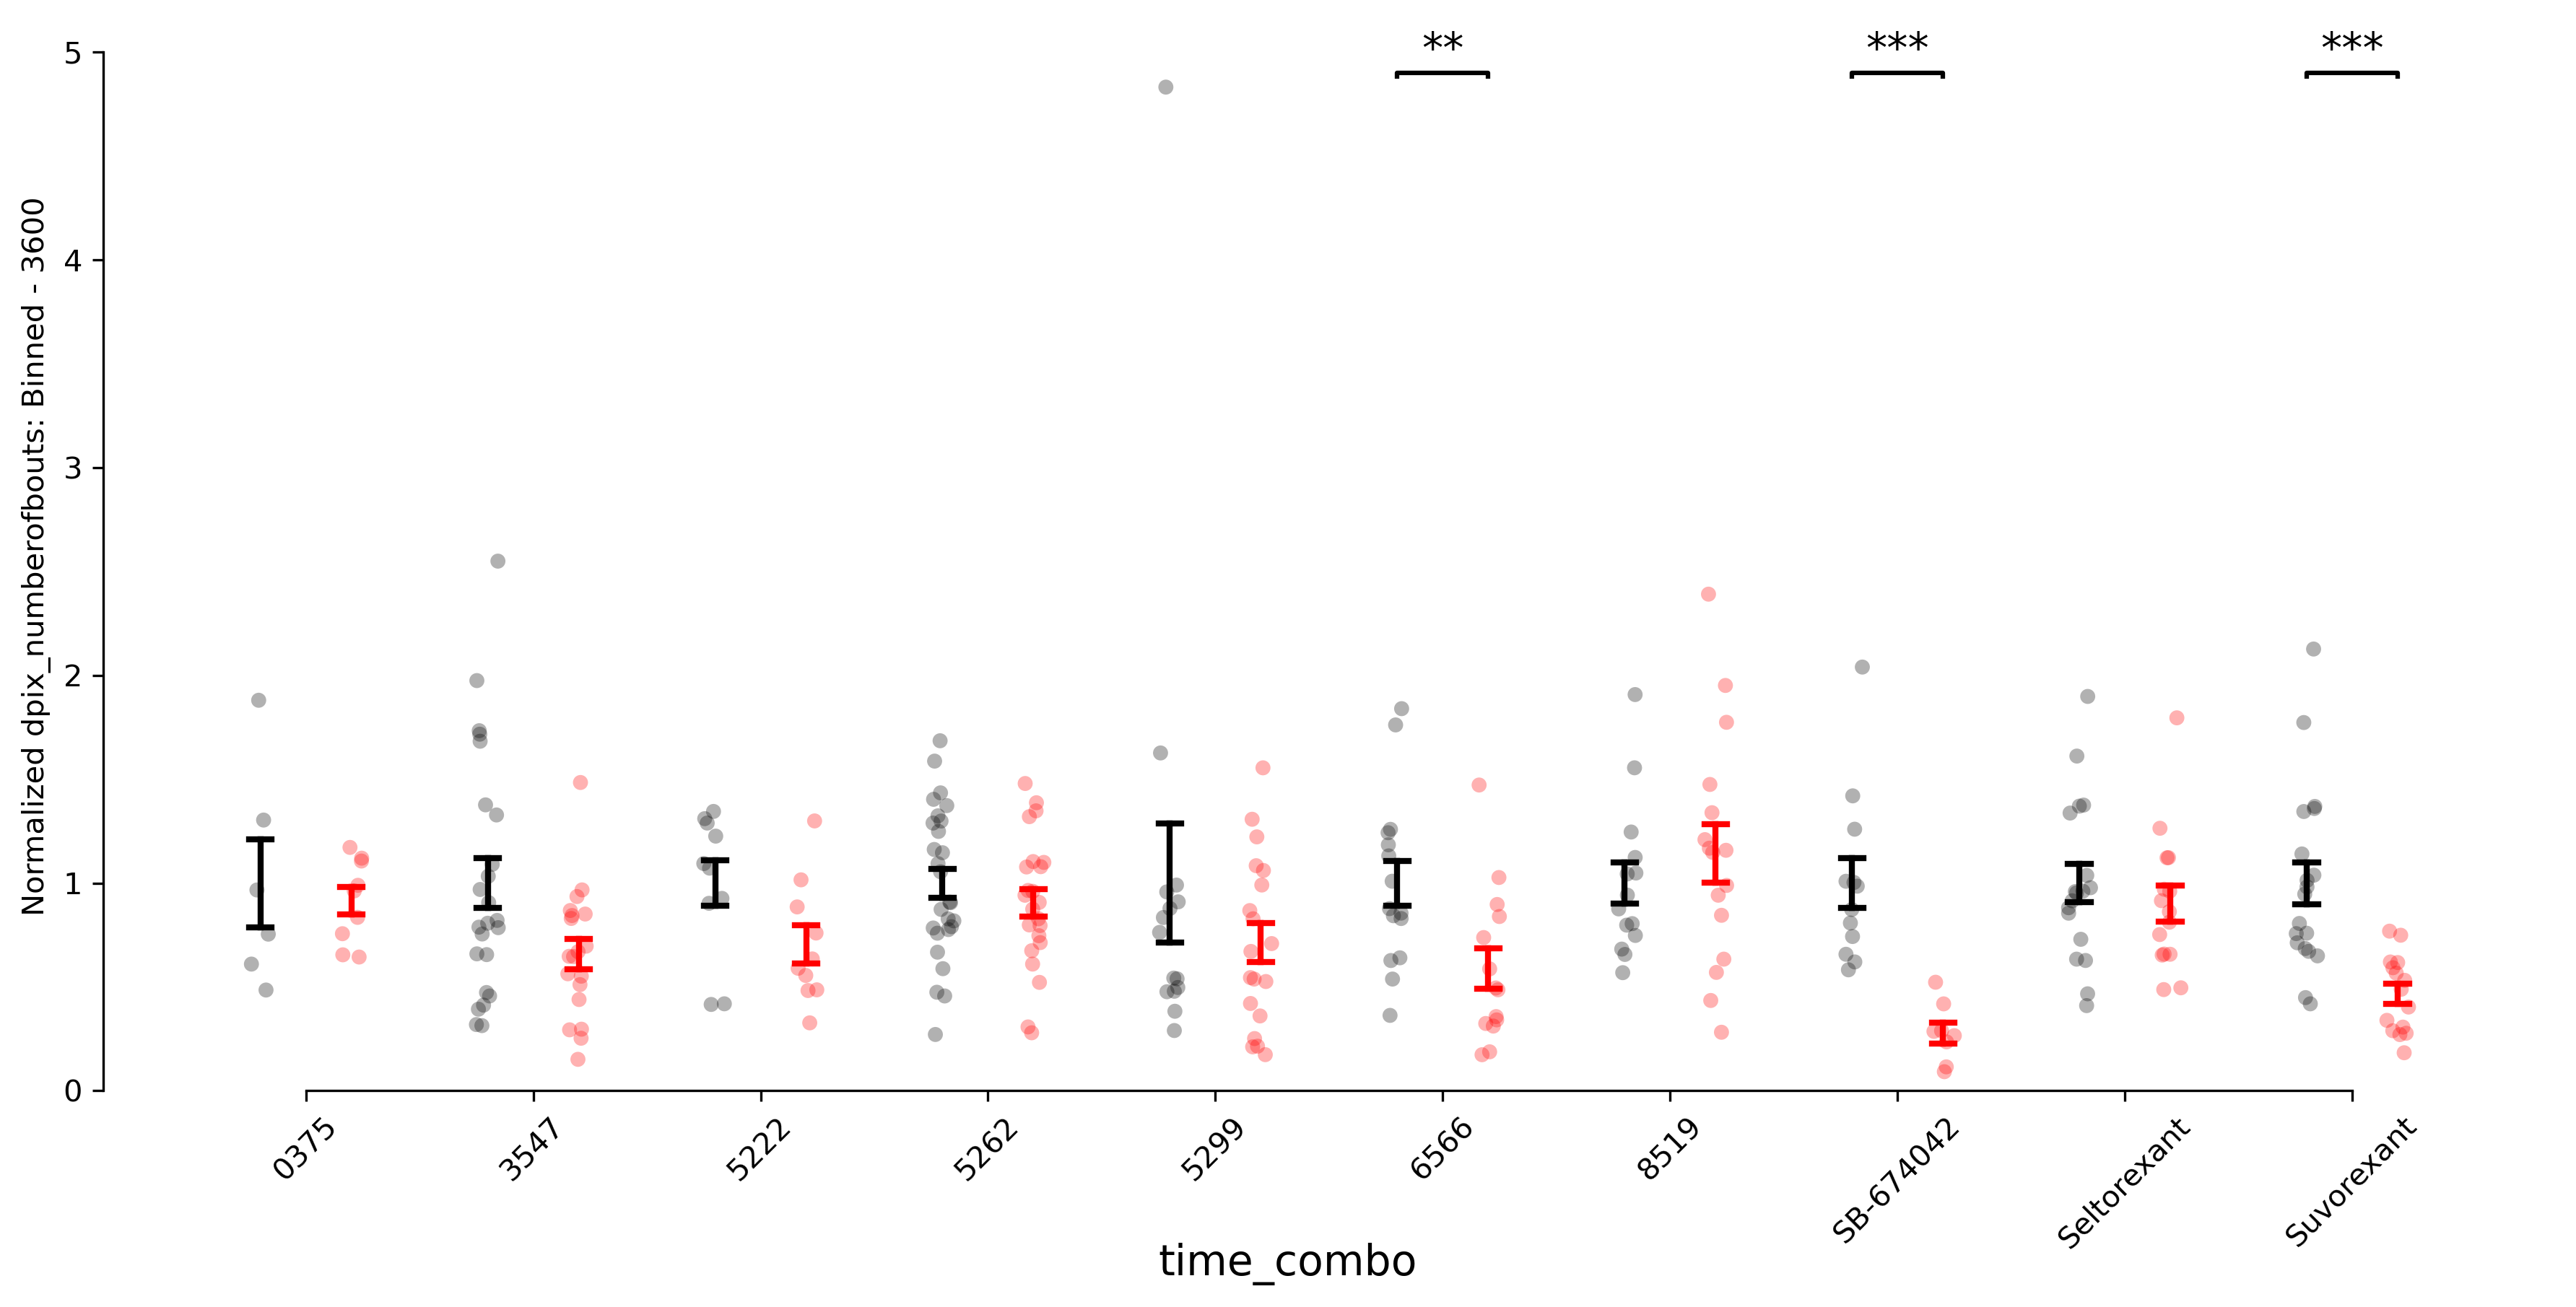 ** *** ***
5
4
3
2
1
0
Normalized dpix_numberofbouts: Binned - 3600
0375 3547 5222 5262 5299 6566 8519 SB-674042 Seltorexant Suvorexant
time_combo